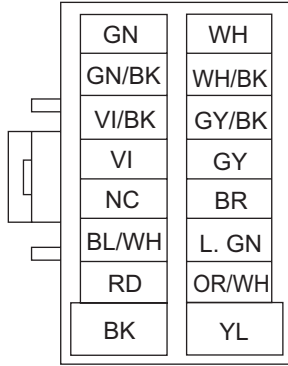 GN WH
GN/BK WH/BK
VI/BK GY/BK
VI GY
NC BR
BL/WH L. GN
RD OR/WH
BK YL